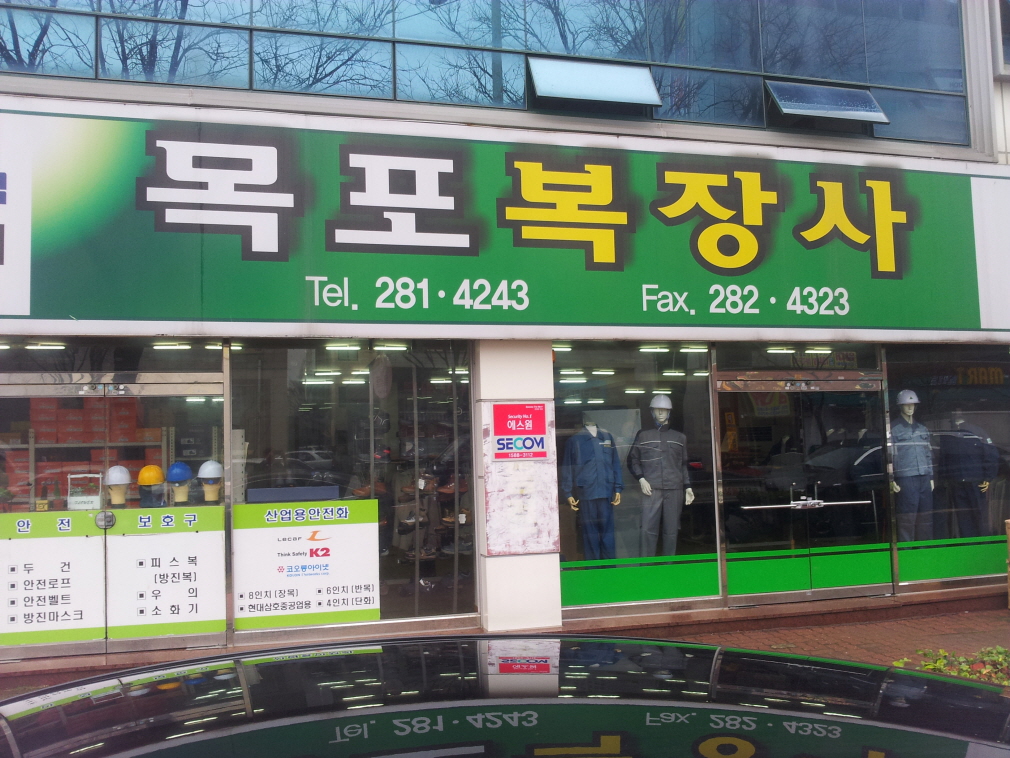 목포복장사
Tel. 281·4243
Fax. 282·4323
Security No.1
에스원
SECOM
1588-3112
안전 보호구
▣ 두건
▣ 안전로프
▣ 안전벨트
▣ 방진마스크
▣ 피스복
[방진복]
▣ 우의
▣ 소화기
산업용안전화
LECAF
Think Safety K2
코오롱아이넷
▣ 8인치 [장목]
▣ 6인치 [반목]
▣ 현대삼호중공업용
▣ 4인치 [단화]
MART